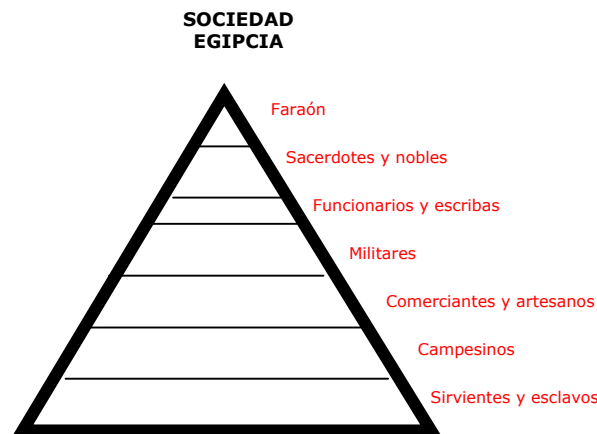 SOCIEDAD
EGIPCIA
Faraón
Sacerdotes y nobles
Funcionarios y escribas
Militares
Comerciantes y artesanos
Campesinos
Sirvientes y esclavos